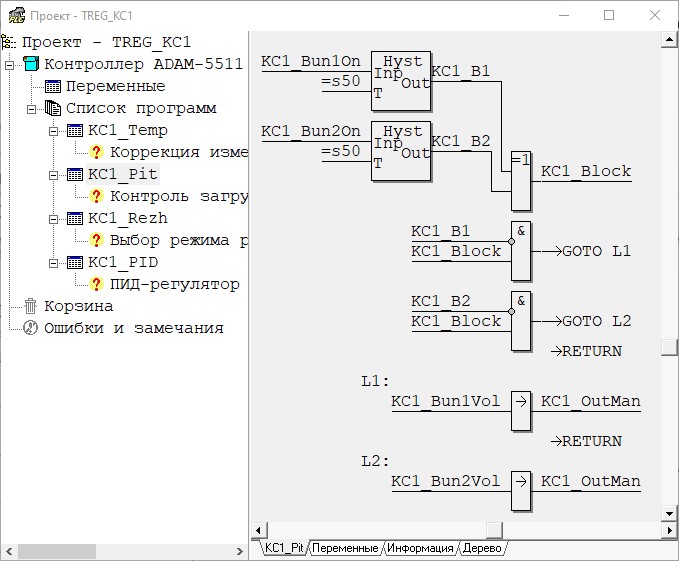 Проект - TREG_KC1
Проект - TREG_KC1
Контроллер ADAM-5511
Переменные
Список программ
KC1_Temp
? Коррекция изме
KC1_Pit
? Контроль загру
KC1_Rezh
? Выбор режима р
KC1_PID
? ПИД-регулятор
Корзина
Ошибки и замечания
KC1_Bun1On
=s50
Hyst
Inp
Out
T
KC1_B1
KC1_Bun2On
=s50
Hyst
Inp
Out
T
KC1_B2
=1
KC1_Block
KC1_B1
KC1_Block
&
GOTO L1
KC1_B2
KC1_Block
&
GOTO L2
RETURN
L1:
KC1_Bun1Vol
KC1_OutMan
RETURN
L2:
KC1_Bun2Vol
KC1_OutMan
KC1_Pit Переменные Информация Дерево